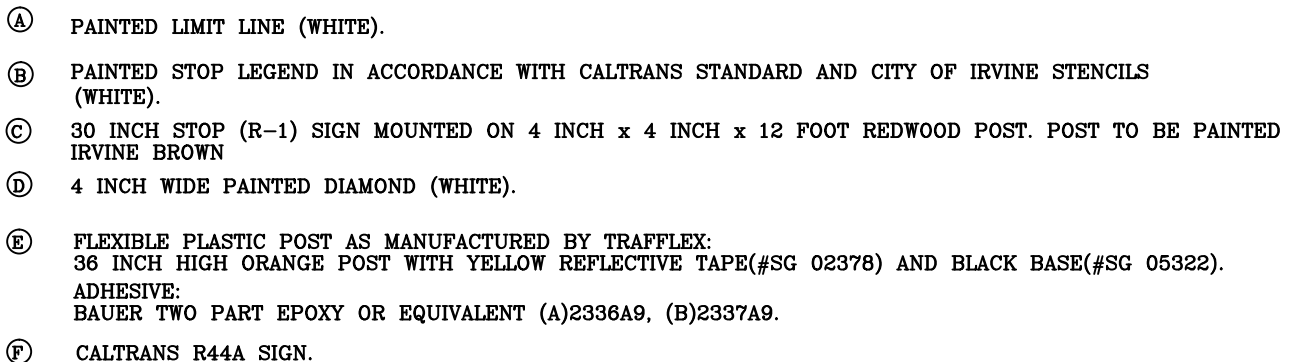 Ⓐ PAINTED LIMIT LINE (WHITE).
Ⓑ PAINTED STOP LEGEND IN ACCORDANCE WITH CALTRANS STANDARD AND CITY OF IRVINE STENCILS
(WHITE).
Ⓒ 30 INCH STOP (R-1) SIGN MOUNTED ON 4 INCH x 4 INCH x 12 FOOT REDWOOD POST. POST TO BE PAINTED
IRVINE BROWN
Ⓓ 4 INCH WIDE PAINTED DIAMOND (WHITE).
Ⓔ FLEXIBLE PLASTIC POST AS MANUFACTURED BY TRAFFLEX:
36 INCH HIGH ORANGE POST WITH YELLOW REFLECTIVE TAPE(#SG 02378) AND BLACK BASE(#SG 05322).
ADHESIVE:
BAUER TWO PART EPOXY OR EQUIVALENT (A)2336A9, (B)2337A9.
Ⓕ CALTRANS R44A SIGN.